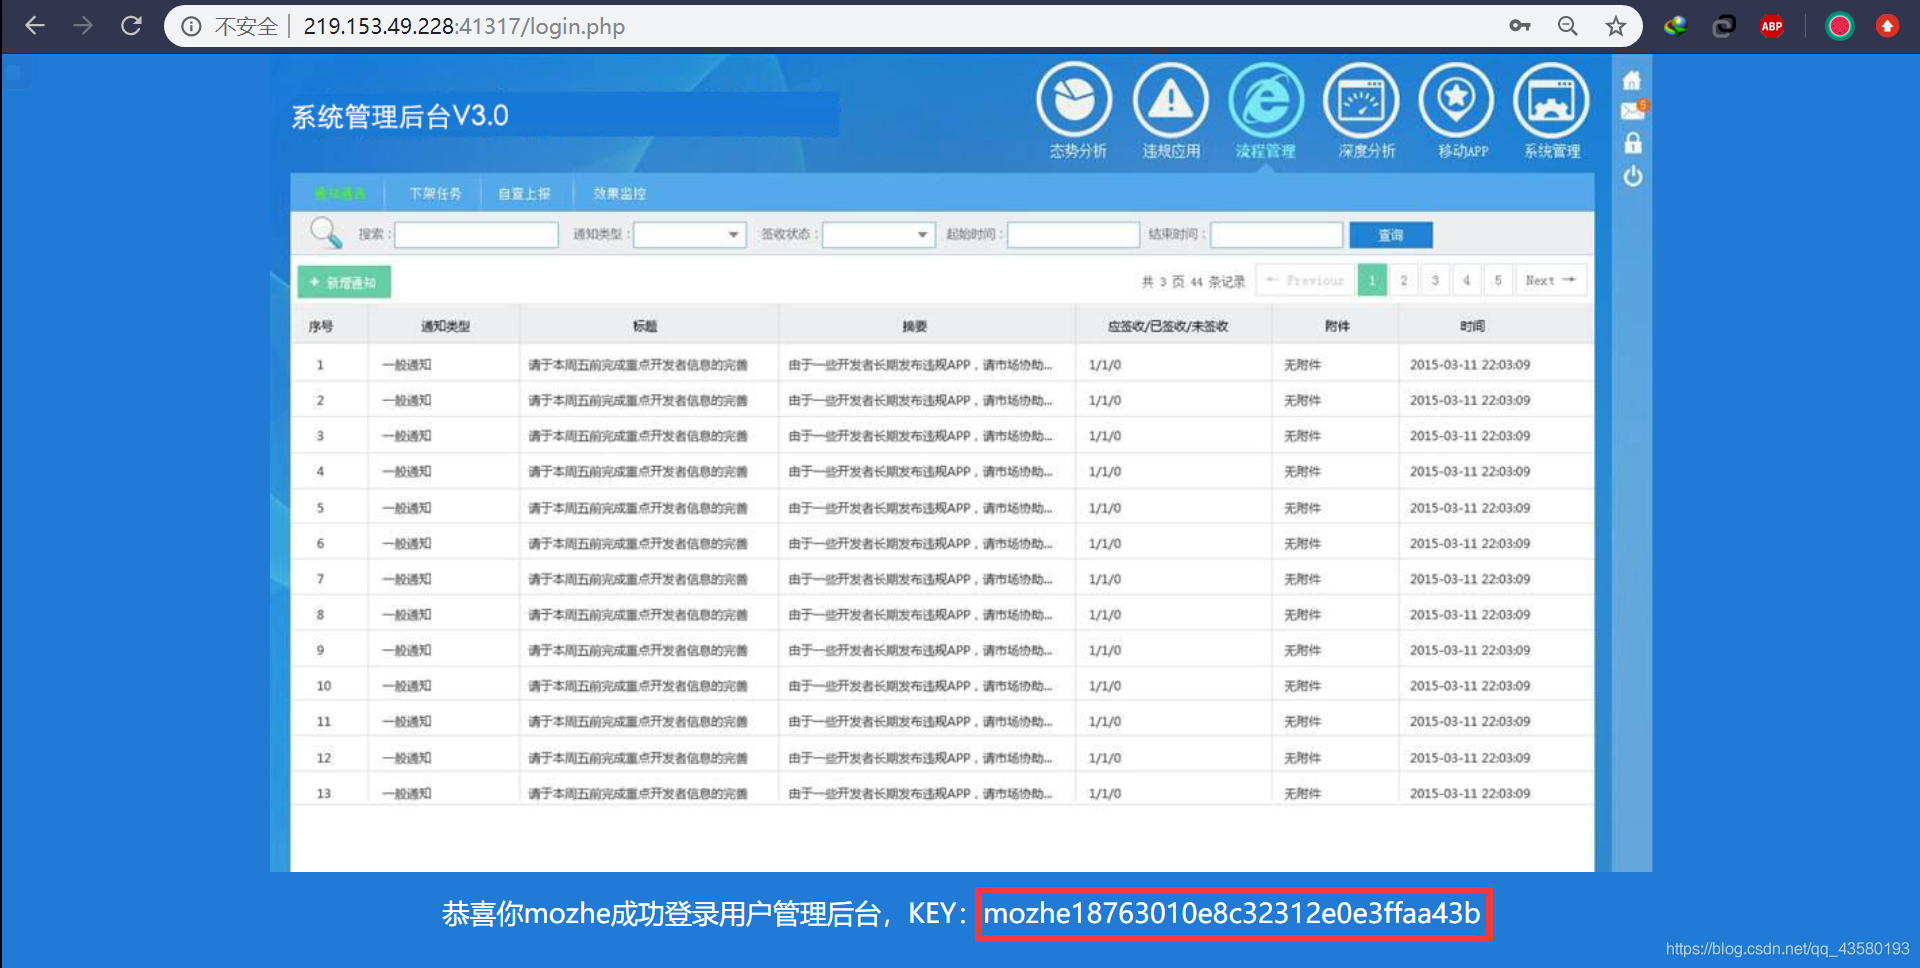 不安全 219.153.49.228:41317/login.php
ABP
系统管理后台V3.0
态势分析 违规应用 流程管理 深度分析 移动APP 系统管理
5
通知通告 下架任务 自查上报 效果监控
搜索: 通知类型: 签收状态: 起始时间: 结束时间: 查询
+ 新增通知 共 3 页 44 条记录 ← Previous 1 2 3 4 5 Next →
序号 通知类型 标题 摘要 应签收/已签收/未签收 附件 时间
1 一般通知 请于本周五前完成重点开发者信息的完善 由于一些开发者长期发布违规APP，请市场协助... 1/1/0 无附件 2015-03-11 22:03:09
2 一般通知 请于本周五前完成重点开发者信息的完善 由于一些开发者长期发布违规APP，请市场协助... 1/1/0 无附件 2015-03-11 22:03:09
3 一般通知 请于本周五前完成重点开发者信息的完善 由于一些开发者长期发布违规APP，请市场协助... 1/1/0 无附件 2015-03-11 22:03:09
4 一般通知 请于本周五前完成重点开发者信息的完善 由于一些开发者长期发布违规APP，请市场协助... 1/1/0 无附件 2015-03-11 22:03:09
5 一般通知 请于本周五前完成重点开发者信息的完善 由于一些开发者长期发布违规APP，请市场协助... 1/1/0 无附件 2015-03-11 22:03:09
6 一般通知 请于本周五前完成重点开发者信息的完善 由于一些开发者长期发布违规APP，请市场协助... 1/1/0 无附件 2015-03-11 22:03:09
7 一般通知 请于本周五前完成重点开发者信息的完善 由于一些开发者长期发布违规APP，请市场协助... 1/1/0 无附件 2015-03-11 22:03:09
8 一般通知 请于本周五前完成重点开发者信息的完善 由于一些开发者长期发布违规APP，请市场协助... 1/1/0 无附件 2015-03-11 22:03:09
9 一般通知 请于本周五前完成重点开发者信息的完善 由于一些开发者长期发布违规APP，请市场协助... 1/1/0 无附件 2015-03-11 22:03:09
10 一般通知 请于本周五前完成重点开发者信息的完善 由于一些开发者长期发布违规APP，请市场协助... 1/1/0 无附件 2015-03-11 22:03:09
11 一般通知 请于本周五前完成重点开发者信息的完善 由于一些开发者长期发布违规APP，请市场协助... 1/1/0 无附件 2015-03-11 22:03:09
12 一般通知 请于本周五前完成重点开发者信息的完善 由于一些开发者长期发布违规APP，请市场协助... 1/1/0 无附件 2015-03-11 22:03:09
13 一般通知 请于本周五前完成重点开发者信息的完善 由于一些开发者长期发布违规APP，请市场协助... 1/1/0 无附件 2015-03-11 22:03:09
恭喜你mozhe成功登录用户管理后台，KEY：mozhe18763010e8c32312e0e3ffaa43b
https://blog.csdn.net/qq_43580193